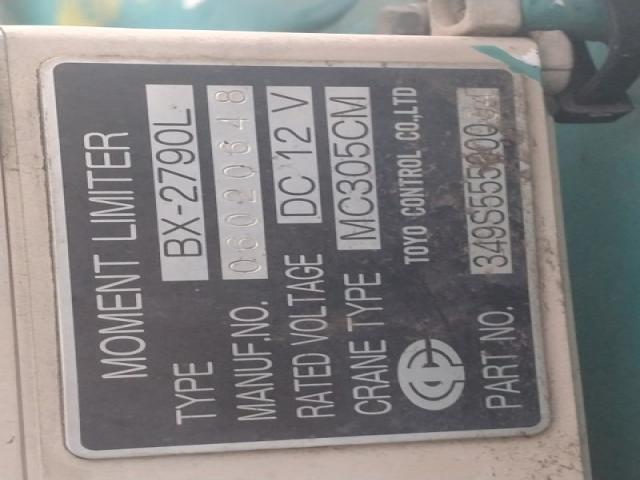 MOMENT LIMITER
TYPE BX-2790L
MANUF.NO. 06020648
RATED VOLTAGE DC 12 V
CRANE TYPE MC305CM
TOYO CONTROL CO.,LTD
PART NO.